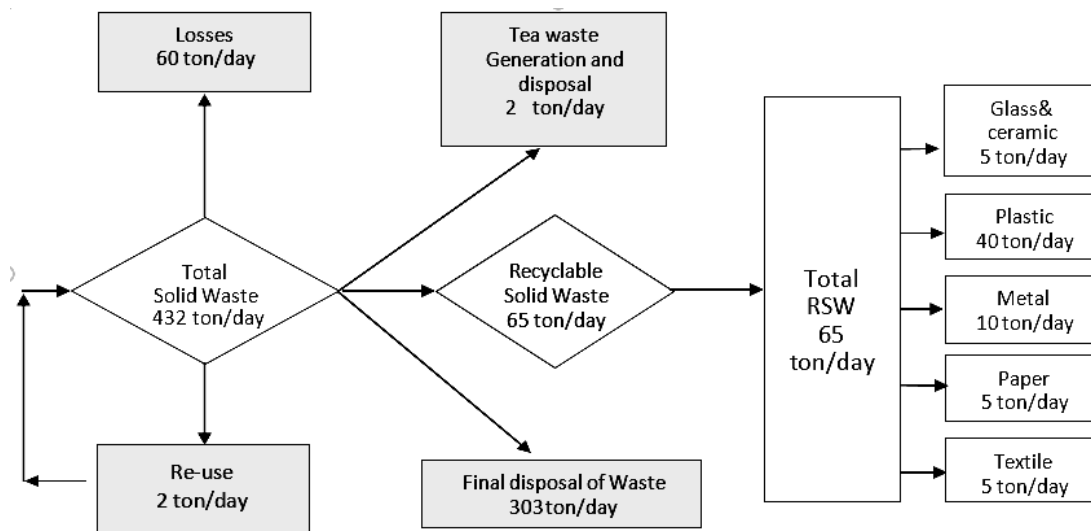 Losses
60 ton/day
Tea waste
Generation and
disposal
2 ton/day
Glass&
ceramic
5 ton/day
Plastic
40 ton/day
Total
Solid Waste
432 ton/day
Recyclable
Solid Waste
65 ton/day
Total
RSW
65
ton/day
Metal
10 ton/day
Paper
5 ton/day
Re-use
2 ton/day
Final disposal of Waste
303 ton/day
Textile
5 ton/day